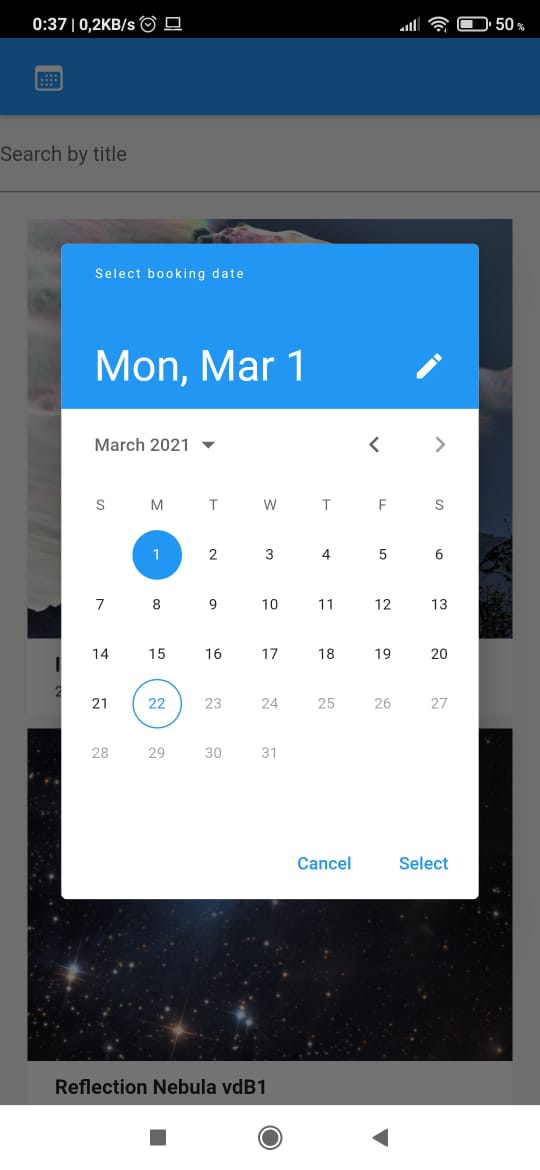 0:37 | 0,2KB/s
50 %
Search by title
Select booking date
Mon, Mar 1
March 2021
S M T W T F S
1 2 3 4 5 6
7 8 9 10 11 12 13
14 15 16 17 18 19 20
21 22 23 24 25 26 27
28 29 30 31
Cancel Select
Reflection Nebula vdB1